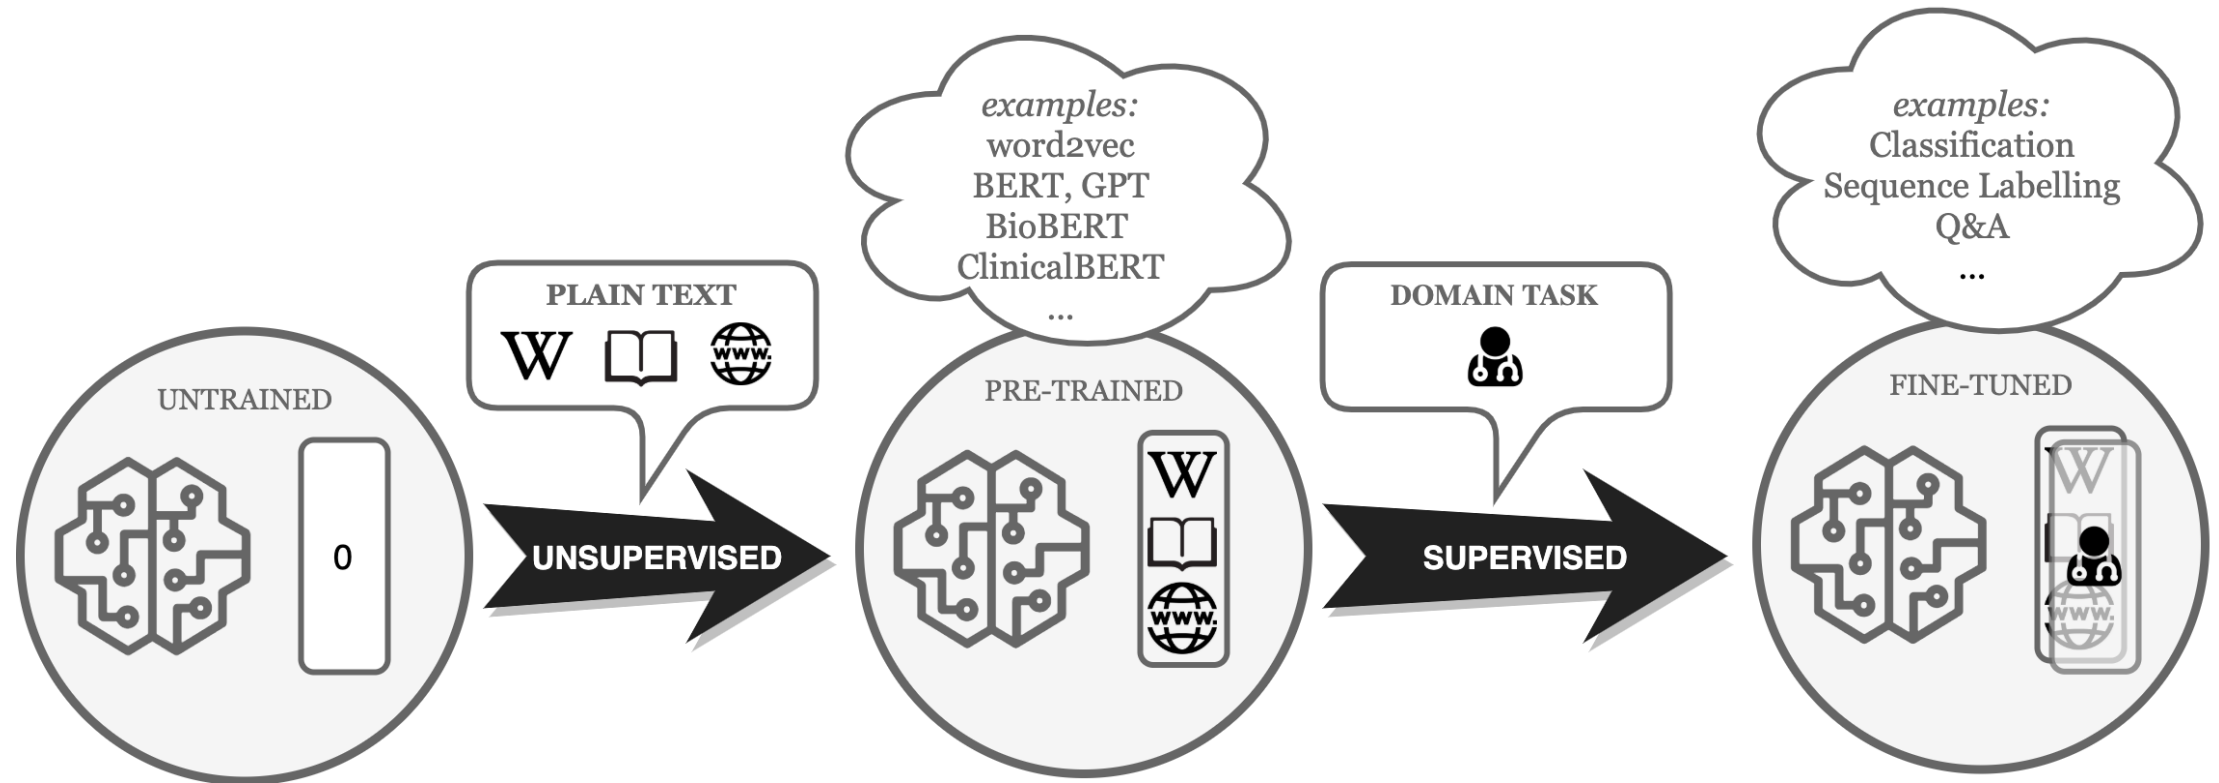 UNTRAINED
0
PLAIN TEXT
W
www.
UNSUPERVISED
examples:
word2vec
BERT, GPT
BioBERT
ClinicalBERT
...
PRE-TRAINED
W
www.
DOMAIN TASK
SUPERVISED
examples:
Classification
Sequence Labelling
Q&A
...
FINE-TUNED
W
www.